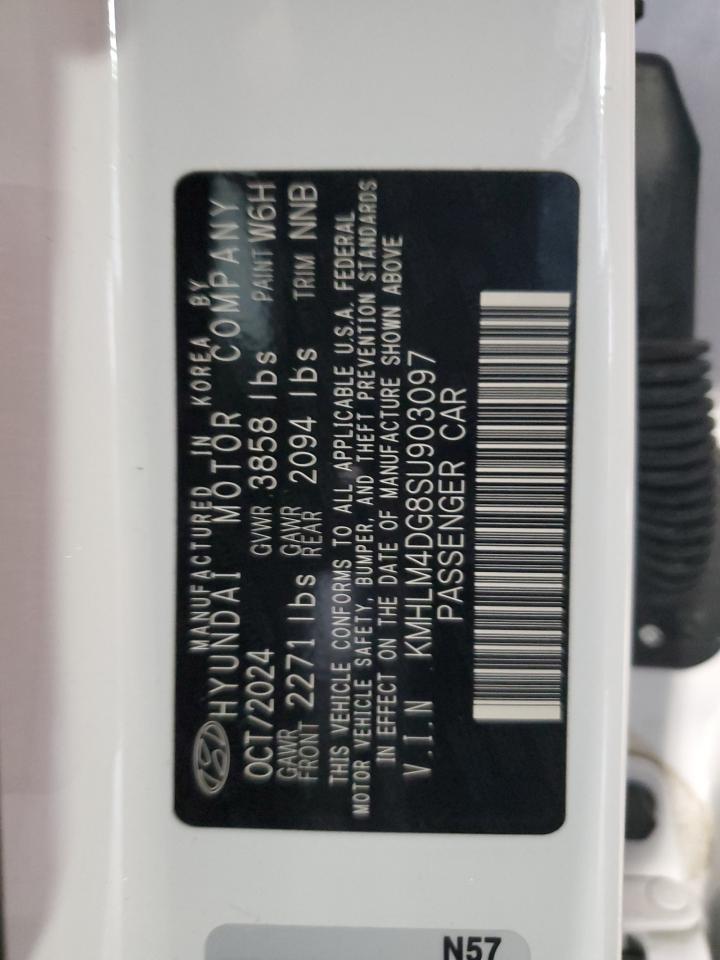 MANUFACTURED IN KOREA BY
HYUNDAI MOTOR COMPANY
OCT/2024 GVWR 3858 lbs PAINT W6H
GAWR FRONT 2271 lbs GAWR REAR 2094 lbs TRIM NNB
THIS VEHICLE CONFORMS TO ALL APPLICABLE U.S.A. FEDERAL
MOTOR VEHICLE SAFETY, BUMPER, AND THEFT PREVENTION STANDARDS
IN EFFECT ON THE DATE OF MANUFACTURE SHOWN ABOVE
V.I.N KMHLM4DG8SU903097
PASSENGER CAR
N57